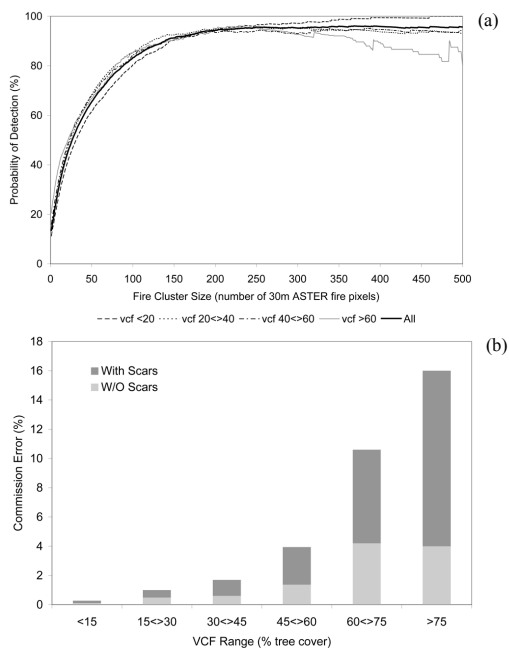 (a)
Probability of Detection (%)
100
80
60
40
20
0
0 50 100 150 200 250 300 350 400 450 500
Fire Cluster Size (number of 30m ASTER fire pixels)
vcf <20 vcf 20<>40 vcf 40<>60 vcf >60 All
(b)
Commission Error (%)
18
16
14
12
10
8
6
4
2
0
With Scars
W/O Scars
<15 15<>30 30<>45 45<>60 60<>75 >75
VCF Range (% tree cover)